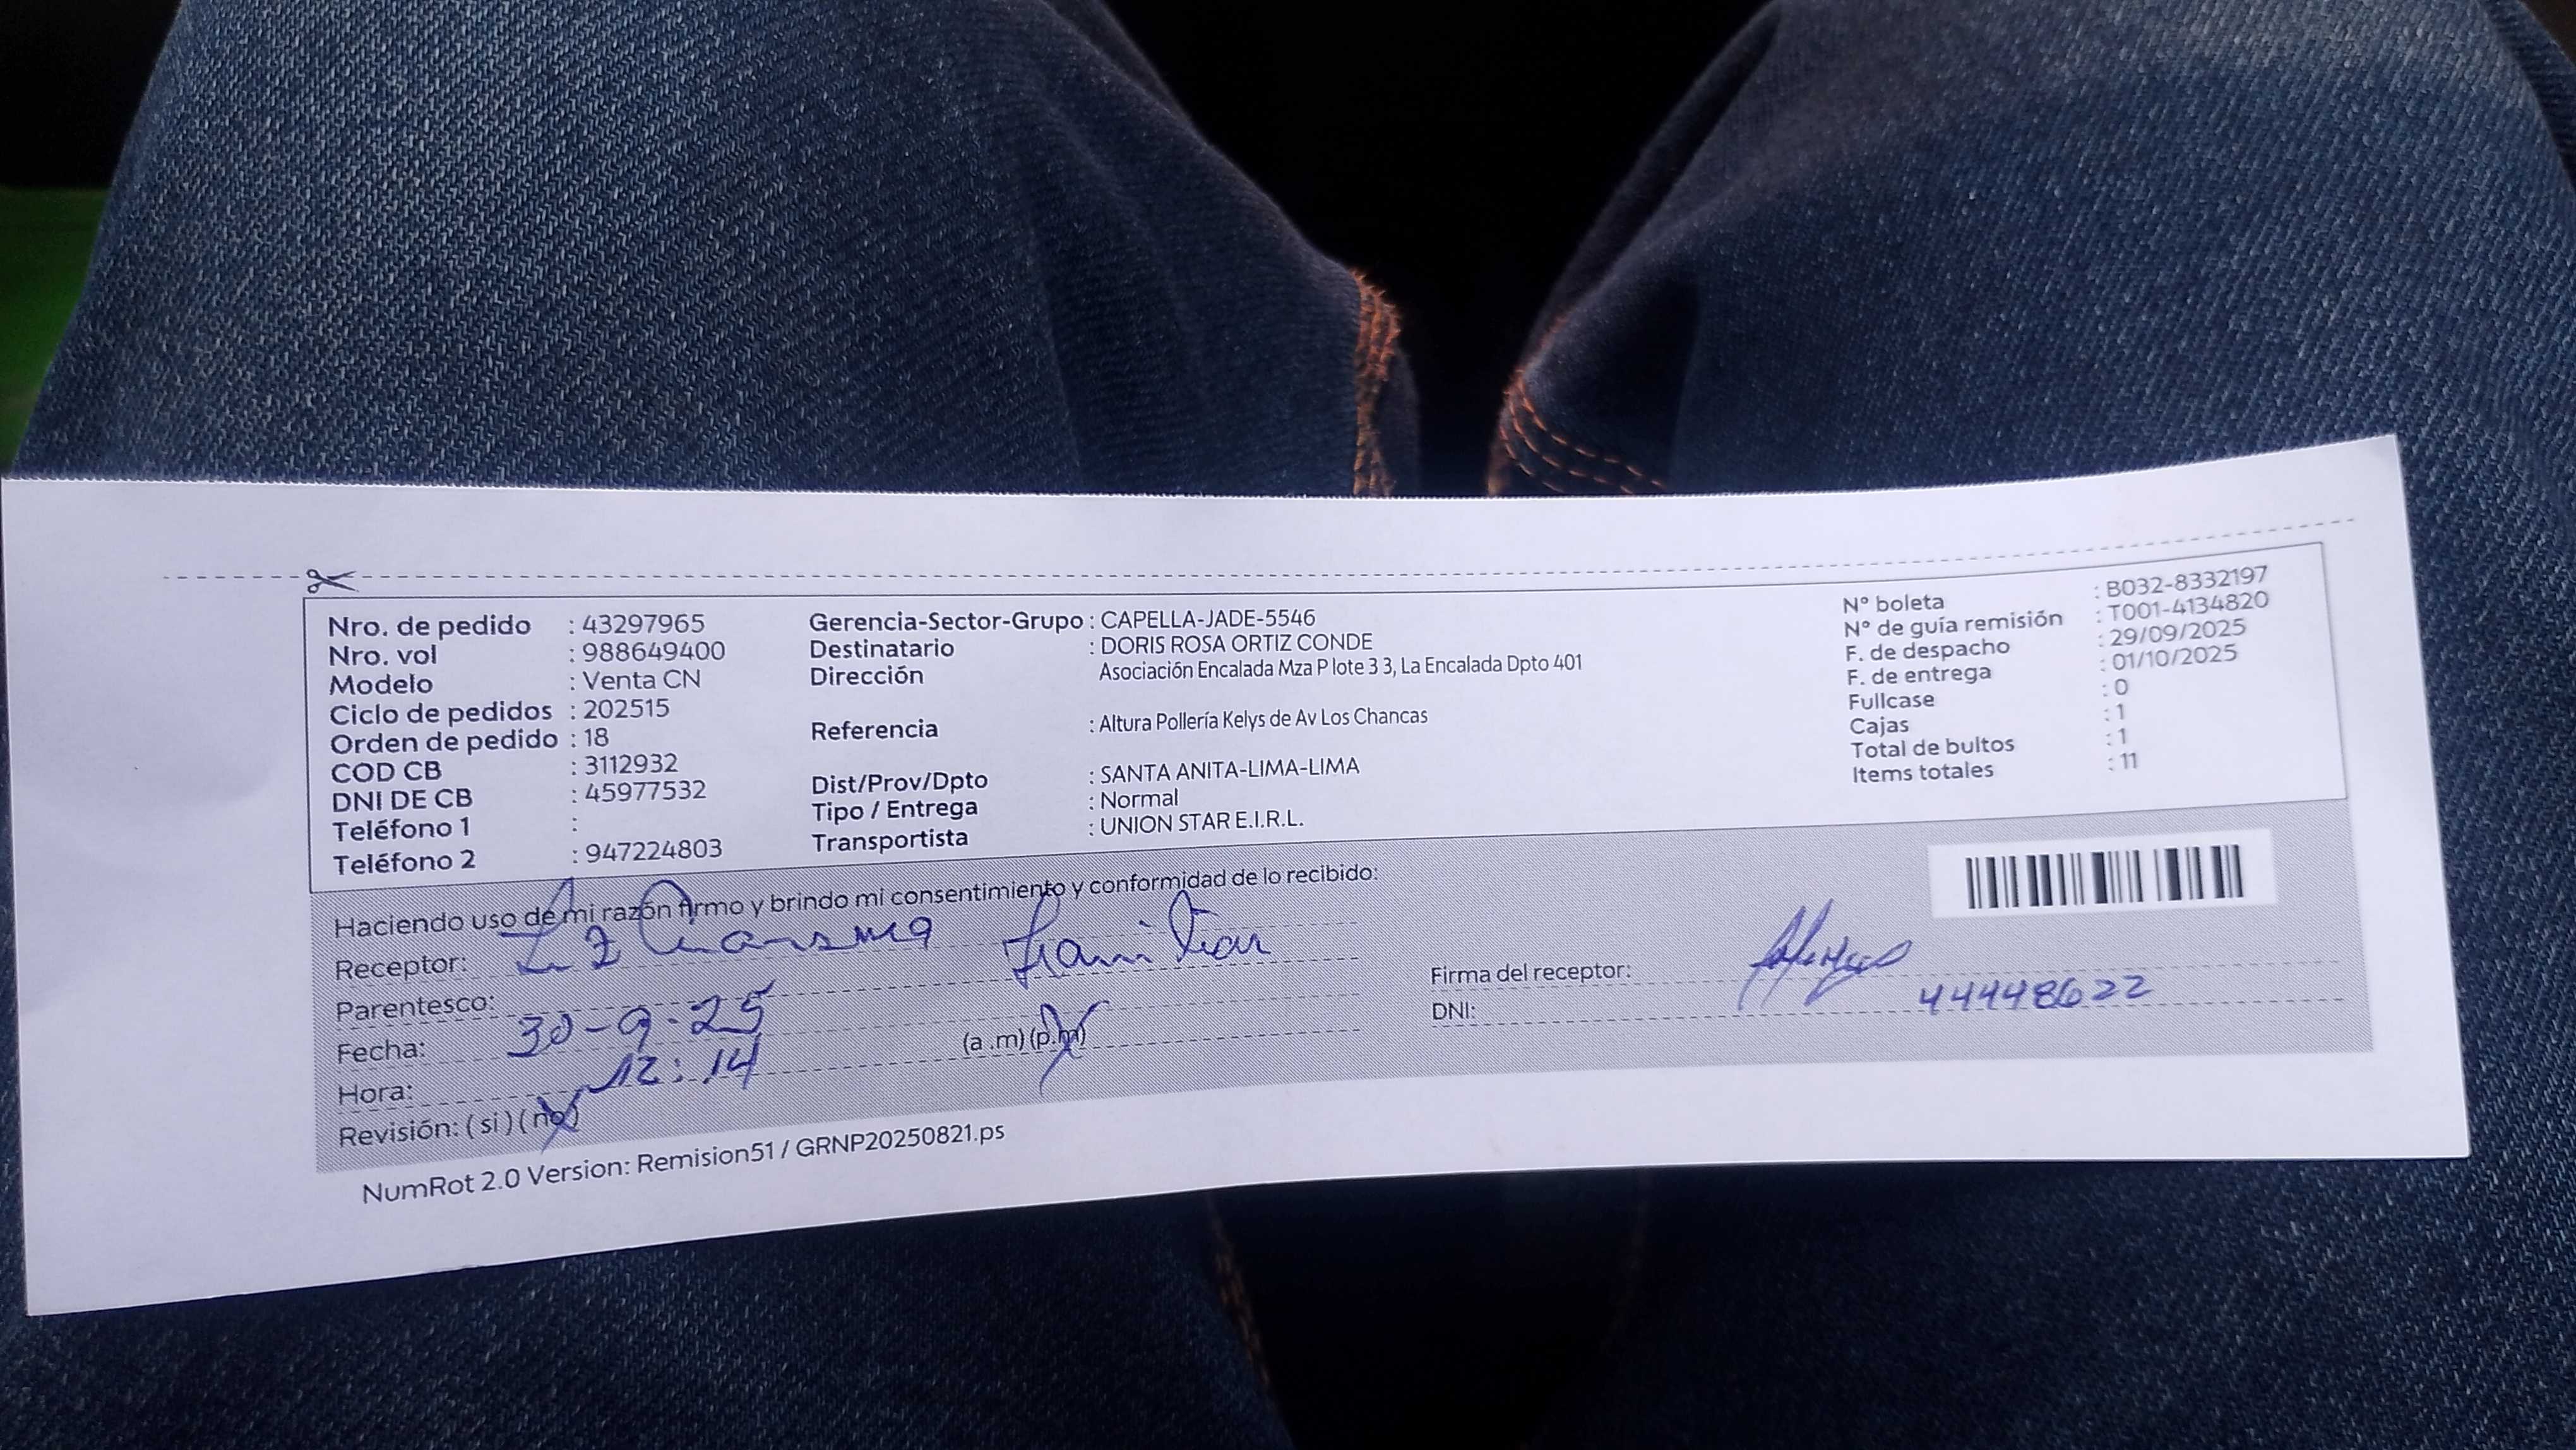 Nro. de pedido : 43297965
Nro. vol : 988649400
Modelo : Venta CN
Ciclo de pedidos : 202515
Orden de pedido : 18
COD CB : 3112932
DNI DE CB : 45977532
Teléfono 1 :
Teléfono 2 : 947224803
Gerencia-Sector-Grupo : CAPELLA-JADE-5546
Destinatario : DORIS ROSA ORTIZ CONDE
Dirección Asociación Encalada Mza P lote 3 3, La Encalada Dpto 401
Referencia : Altura Pollería Kelys de Av Los Chancas
Dist/Prov/Dpto : SANTA ANITA-LIMA-LIMA
Tipo / Entrega : Normal
Transportista : UNION STAR E.I.R.L.
N° boleta : B032-8332197
N° de guía remisión : T001-4134820
F. de despacho : 29/09/2025
F. de entrega : 01/10/2025
Fullcase : 0
Cajas : 1
Total de bultos : 1
Items totales : 11
Haciendo uso de mi razón firmo y brindo mi consentimiento y conformidad de lo recibido:
Receptor:
Parentesco: familiar
Fecha: 30-9-25
Hora: 12:14 (a .m) (p.m)
Revisión: ( si ) ( no )
Firma del receptor:
DNI: 44448622
NumRot 2.0 Version: Remision51 / GRNP20250821.ps